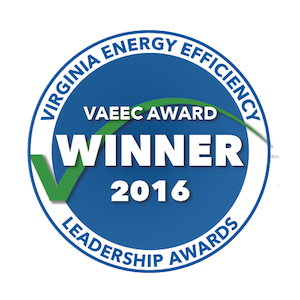 VIRGINIA ENERGY EFFICIENCY
VAEEC AWARD
WINNER
2016
LEADERSHIP AWARDS